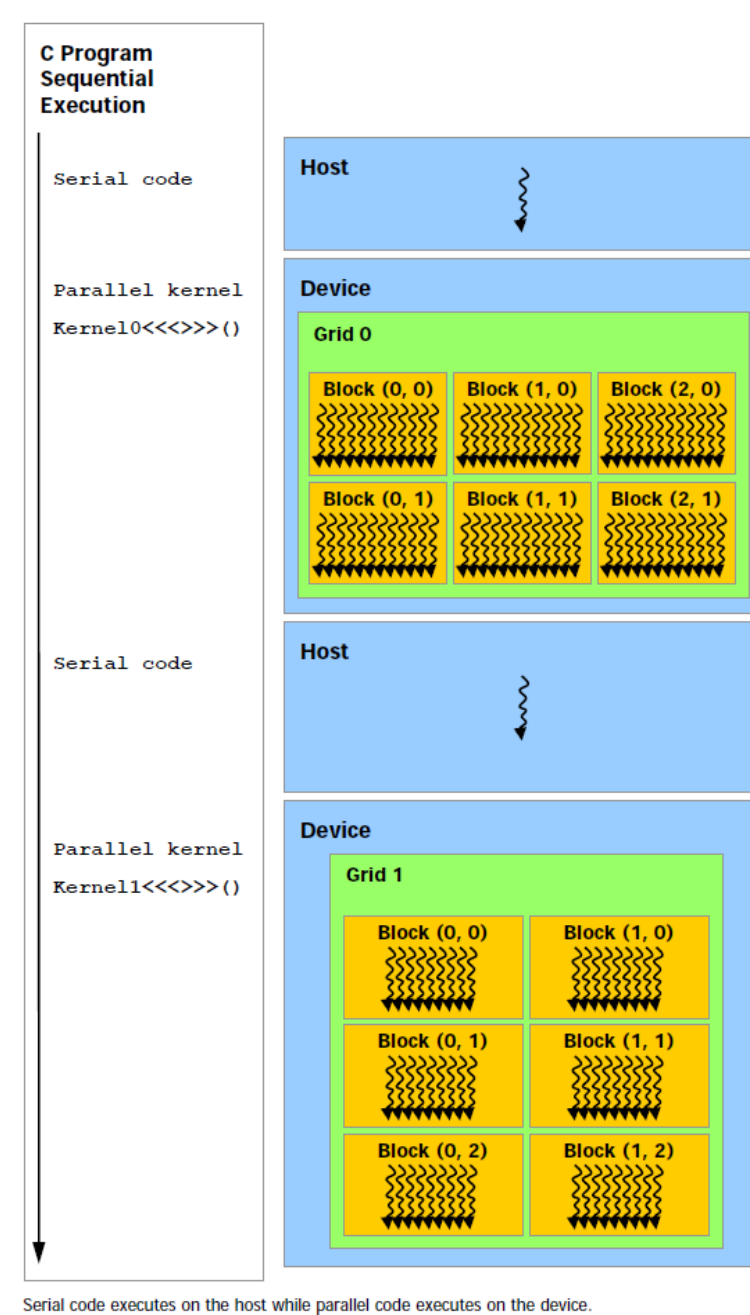 C Program
Sequential
Execution
Serial code
Host
Parallel kernel
Kernel0<<<>>>()
Device
Grid 0
Block (0, 0)
Block (1, 0)
Block (2, 0)
Block (0, 1)
Block (1, 1)
Block (2, 1)
Serial code
Host
Parallel kernel
Kernel1<<<>>>()
Device
Grid 1
Block (0, 0)
Block (1, 0)
Block (0, 1)
Block (1, 1)
Block (0, 2)
Block (1, 2)
Serial code executes on the host while parallel code executes on the device.